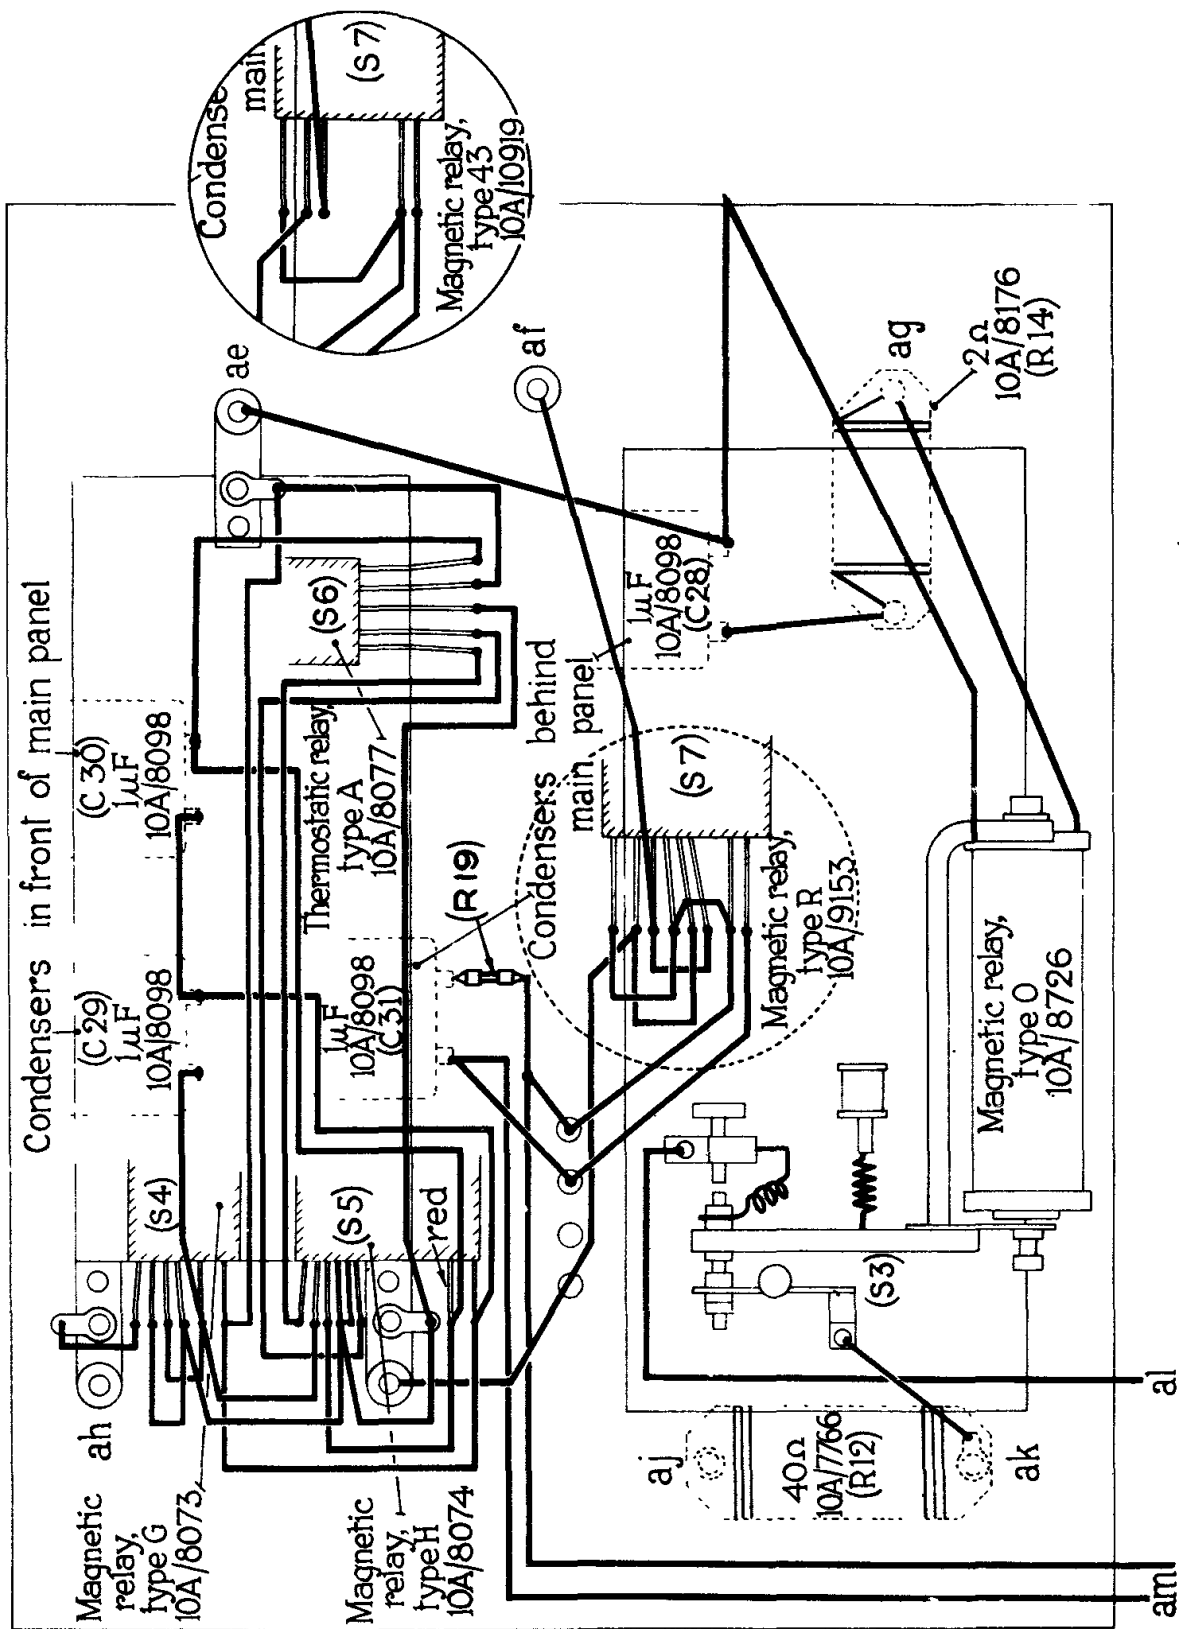 Condensers in front of main panel
(C29)
1µF
10A/8098
(C30)
1µF
10A/8098
Condense
main
(S7)
Magnetic relay,
type 43
10A/10919
ah
(S4)
Magnetic
relay,
type G
10A/8073
Thermostatic relay,
type A
10A/8077
(S6)
ae
1µF
10A/8098
(C31)
(S5)
red
Magnetic
relay,
type H
10A/8074
(R19)
Condensers behind
main panel
af
1µF
10A/8098
(C28)
(S7)
Magnetic relay,
type R
10A/9153
ag
2Ω
10A/8176
(R14)
aj
40Ω
10A/7766
(R12)
ak
(S3)
Magnetic relay,
type O
10A/8726
am
al